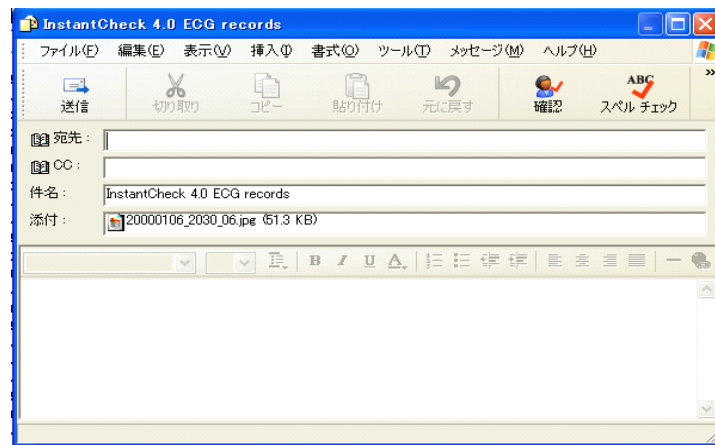 InstantCheck 4.0 ECG records
ファイル(F) 編集(E) 表示(V) 挿入(I) 書式(O) ツール(T) メッセージ(M) ヘルプ(H)
送信 切り取り コピー 貼り付け 元に戻す 確認 ABC スペル チェック »
宛先:
CC:
件名: InstantCheck 4.0 ECG records
添付: 20000106_2030_06.jpg (51.3 KB)
B I U A